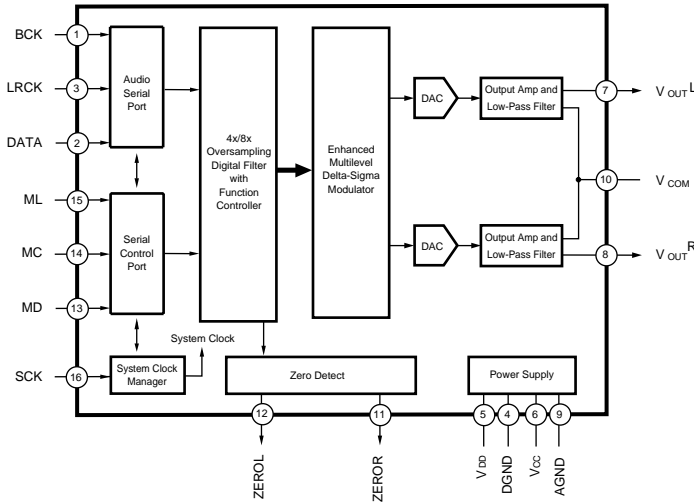 BCK
1
LRCK
3
DATA
2
ML
15
MC
14
MD
13
SCK
16
Audio
Serial
Port
Serial
Control
Port
System Clock
Manager
System Clock
4x/8x
Oversampling
Digital Filter
with
Function
Controller
Enhanced
Multilevel
Delta-Sigma
Modulator
DAC
Output Amp and
Low-Pass Filter
7
VOUTL
10
VCOM
DAC
Output Amp and
Low-Pass Filter
8
VOUTR
Zero Detect
12
11
ZEROL
ZEROR
Power Supply
5
4
6
9
VDD
DGND
VCC
AGND